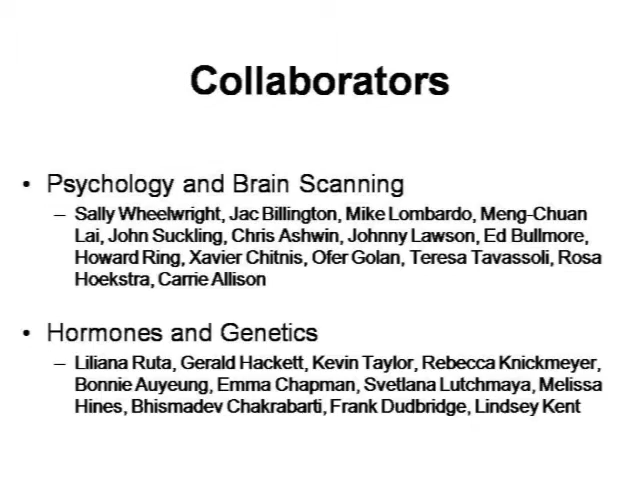 Collaborators
• Psychology and Brain Scanning
– Sally Wheelwright, Jac Billington, Mike Lombardo, Meng-Chuan
Lai, John Suckling, Chris Ashwin, Johnny Lawson, Ed Bullmore,
Howard Ring, Xavier Chitnis, Ofer Golan, Teresa Tavassoli, Rosa
Hoekstra, Carrie Allison
• Hormones and Genetics
– Liliana Ruta, Gerald Hackett, Kevin Taylor, Rebecca Knickmeyer,
Bonnie Auyeung, Emma Chapman, Svetlana Lutchmaya, Melissa
Hines, Bhismadev Chakrabarti, Frank Dudbridge, Lindsey Kent